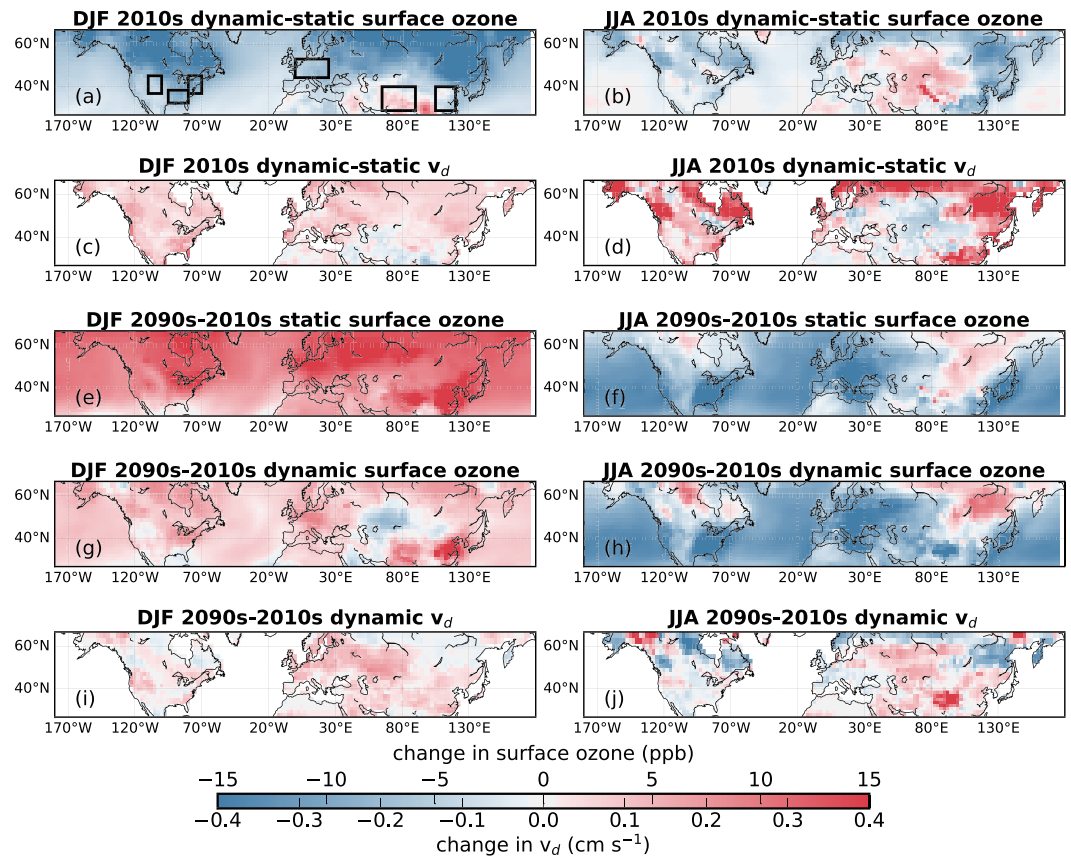 DJF 2010s dynamic-static surface ozone
JJA 2010s dynamic-static surface ozone
60°N
40°N
(a)
170°W 120°W 70°W 20°W 30°E 80°E 130°E
60°N
40°N
(b)
170°W 120°W 70°W 20°W 30°E 80°E 130°E
DJF 2010s dynamic-static v_d
JJA 2010s dynamic-static v_d
60°N
40°N
(c)
170°W 120°W 70°W 20°W 30°E 80°E 130°E
60°N
40°N
(d)
170°W 120°W 70°W 20°W 30°E 80°E 130°E
DJF 2090s-2010s static surface ozone
JJA 2090s-2010s static surface ozone
60°N
40°N
(e)
170°W 120°W 70°W 20°W 30°E 80°E 130°E
60°N
40°N
(f)
170°W 120°W 70°W 20°W 30°E 80°E 130°E
DJF 2090s-2010s dynamic surface ozone
JJA 2090s-2010s dynamic surface ozone
60°N
40°N
(g)
170°W 120°W 70°W 20°W 30°E 80°E 130°E
60°N
40°N
(h)
170°W 120°W 70°W 20°W 30°E 80°E 130°E
DJF 2090s-2010s dynamic v_d
JJA 2090s-2010s dynamic v_d
60°N
40°N
(i)
170°W 120°W 70°W 20°W 30°E 80°E 130°E
60°N
40°N
(j)
170°W 120°W 70°W 20°W 30°E 80°E 130°E
change in surface ozone (ppb)
−15 −10 −5 0 5 10 15
−0.4 −0.3 −0.2 −0.1 0.0 0.1 0.2 0.3 0.4
change in v_d (cm s⁻¹)